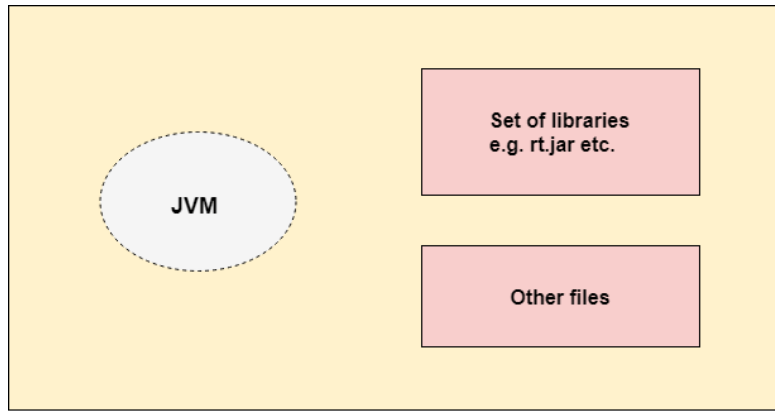 JVM
Set of libraries
e.g. rt.jar etc.
Other files